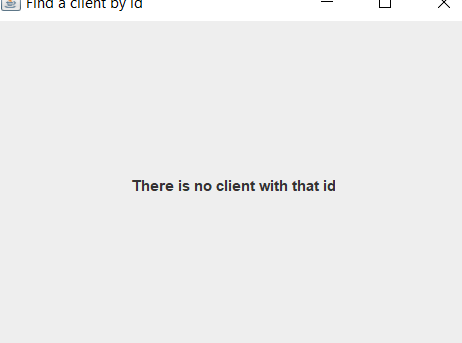 Find a client by id
There is no client with that id